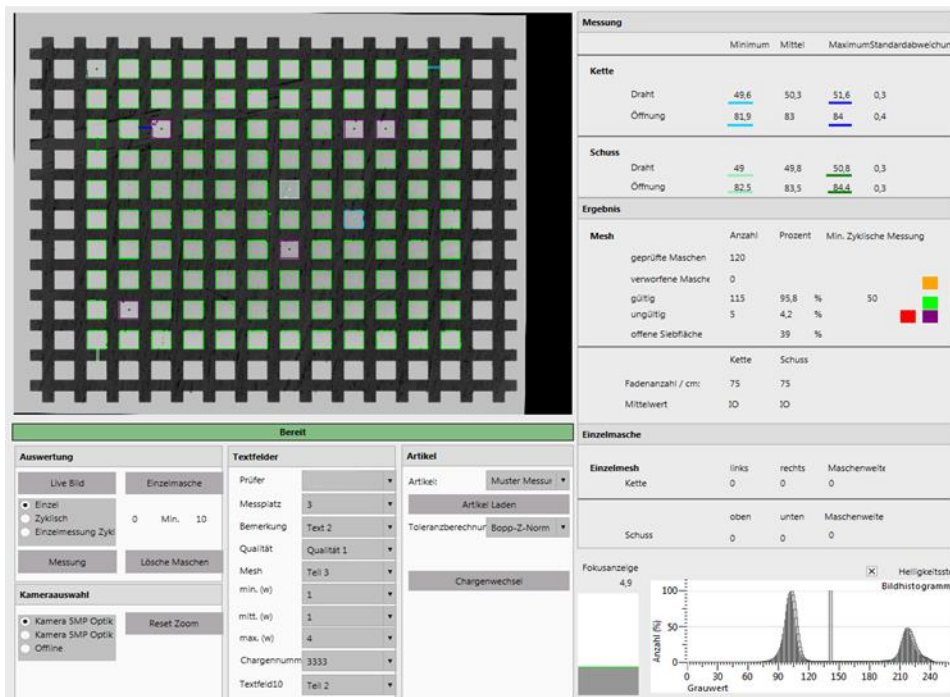 Messung
Minimum Mittel Maximum Standardabweichun
Kette
Draht 49,6 50,3 51,6 0,3
Öffnung 81,9 83 84 0,4
Schuss
Draht 49 49,8 50,8 0,3
Öffnung 82,5 83,5 84,4 0,3
Ergebnis
Mesh Anzahl Prozent Min. Zyklische Messung
geprüfte Maschen 120
verworfene Masche 0
gültig 115 95,8 % 50
ungültig 5 4,2 %
offene Siebfläche 39 %
Kette Schuss
Fadenanzahl / cm: 75 75
Mittelwert IO IO
Bereit
Auswertung
Live Bild Einzelmasche
Einzel
Zyklisch 0 Min. 10
Einzelmessung Zykl
Messung Lösche Maschen
Kameraauswahl
Kamera SMP Optik Reset Zoom
Kamera SMP Optik
Offline
Textfelder
Prüfer
Messplatz 3
Bemerkung Text 2
Qualität Qualität 1
Mesh Teil 3
min. (w) 1
mitt. (w) 1
max. (w) 4
Chargennumm 3333
Textfeld10 Teil 2
Artikel
Artikel: Muster Messur
Artikel Laden
Toleranzberechnur Bopp-Z-Norm
Chargenwechsel
Einzelmasche
Einzelmesh links rechts Maschenweite
Kette 0 0 0
oben unten Maschenweite
Schuss 0 0 0
Fokusanzeige
4,9
Helligkeitsste
Bildhistogramm
Anzahl (%)
100
50
0
0 30 60 90 120 150 180 210 240
Grauwert